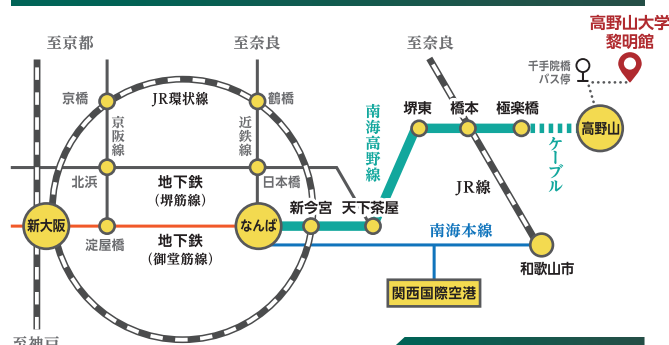 至京都
至奈良
至奈良
高野山大学
黎明館
千手院橋
バス停
京橋
JR環状線
鶴橋
堺東
橋本
極楽橋
高野山
京阪線
近鉄線
南海高野線
ケーブル
北浜
地下鉄
(堺筋線)
日本橋
JR線
新今宮
天下茶屋
新大阪
なんば
淀屋橋
地下鉄
(御堂筋線)
南海本線
和歌山市
関西国際空港
至神戸